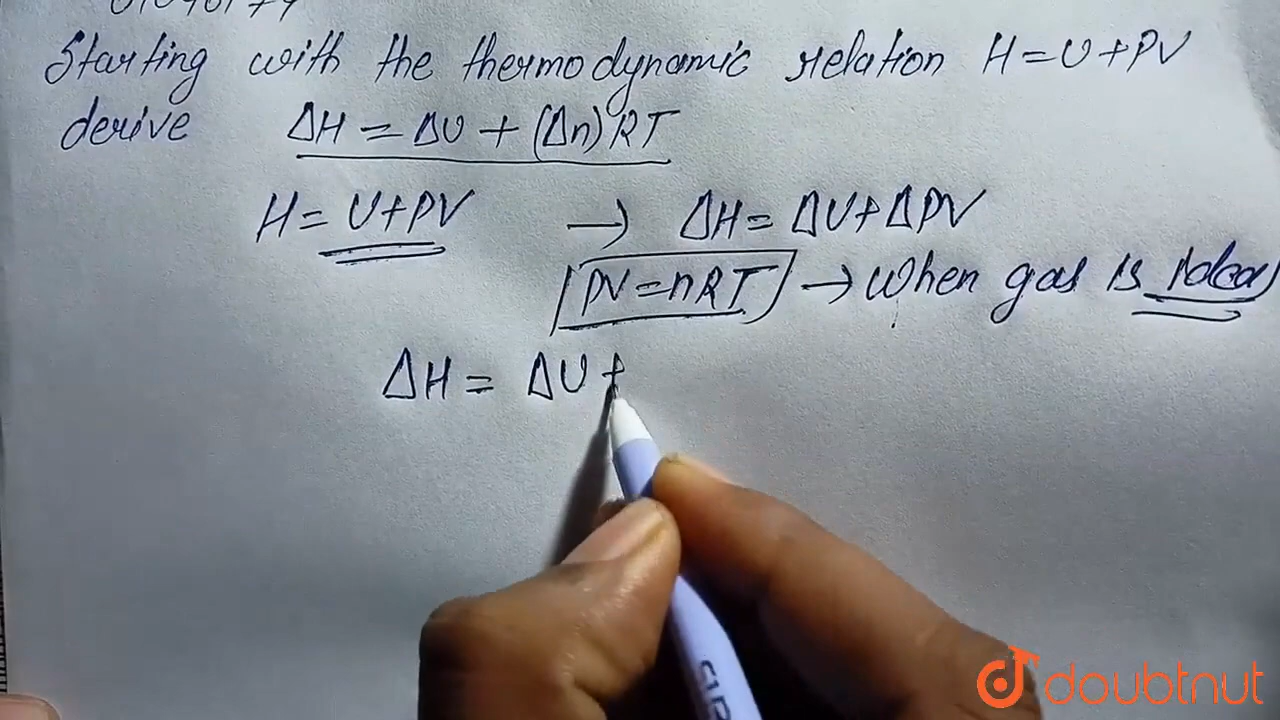 Starting with the thermodynamic relation H=U+PV
derive ΔH = ΔU + (Δn)RT
H= U+PV → ΔH= ΔU+ΔPV
PV=nRT → When gas is Ideal
ΔH= ΔU+
doubtnut